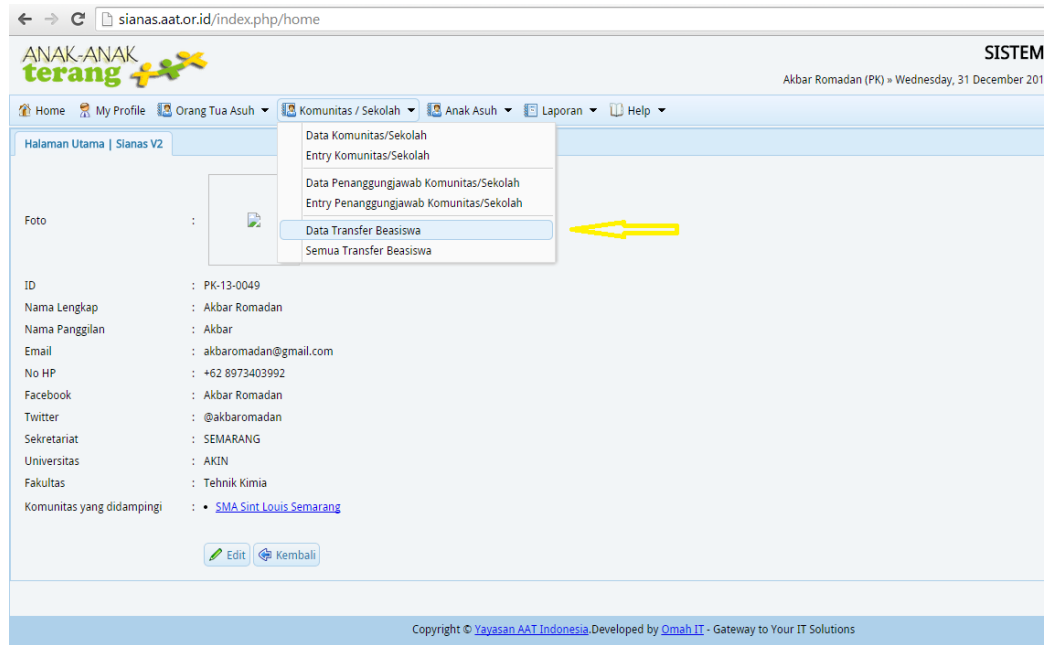 sianas.aat.or.id/index.php/home
ANAK-ANAK
terang
SISTEM
Akbar Romadan (PK) » Wednesday, 31 December 201
Home My Profile Orang Tua Asuh Komunitas / Sekolah Anak Asuh Laporan Help
Halaman Utama | Sianas V2
Data Komunitas/Sekolah
Entry Komunitas/Sekolah
Data Penanggungjawab Komunitas/Sekolah
Entry Penanggungjawab Komunitas/Sekolah
Data Transfer Beasiswa
Semua Transfer Beasiswa
Foto :
ID : PK-13-0049
Nama Lengkap : Akbar Romadan
Nama Panggilan : Akbar
Email : akbaromadan@gmail.com
No HP : +62 8973403992
Facebook : Akbar Romadan
Twitter : @akbaromadan
Sekretariat : SEMARANG
Universitas : AKIN
Fakultas : Tehnik Kimia
Komunitas yang didampingi : • SMA Sint Louis Semarang
Edit Kembali
Copyright © Yayasan AAT Indonesia.Developed by Omah IT - Gateway to Your IT Solutions